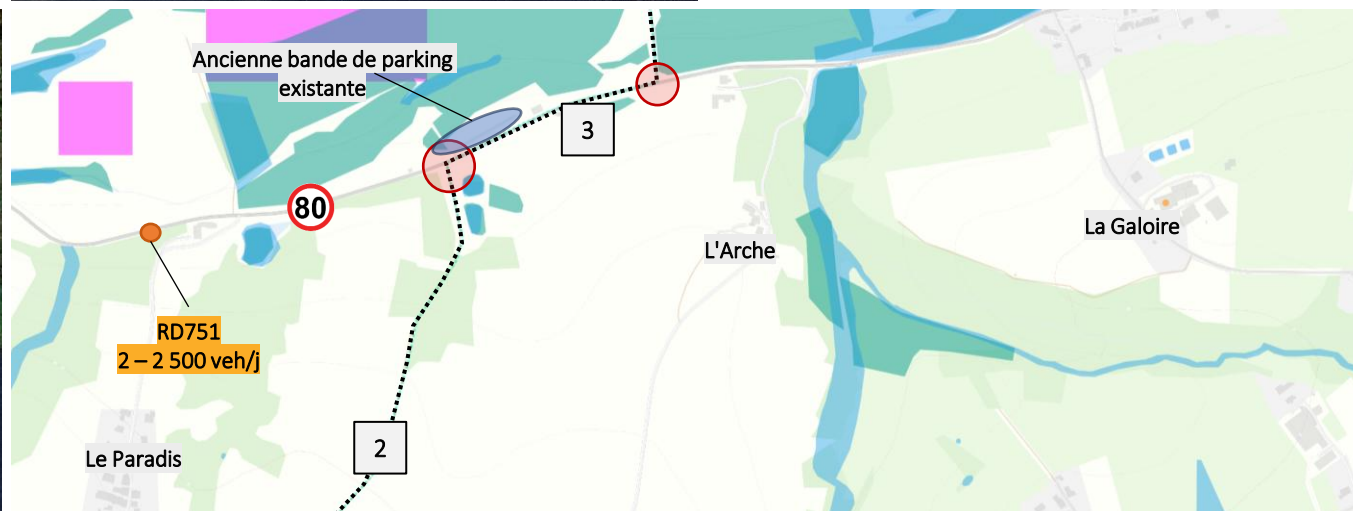 Ancienne bande de parking
existante
3
80
L'Arche
La Galoire
RD751
2 – 2 500 veh/j
2
Le Paradis